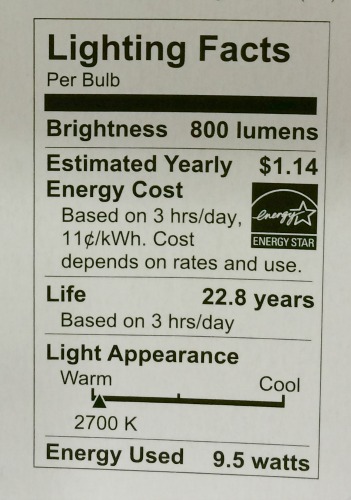 Lighting Facts
Per Bulb
Brightness 800 lumens
Estimated Yearly $1.14
Energy Cost
Based on 3 hrs/day,
11¢/kWh. Cost
depends on rates and use.
energy
ENERGY STAR
Life 22.8 years
Based on 3 hrs/day
Light Appearance
Warm Cool
2700 K
Energy Used 9.5 watts